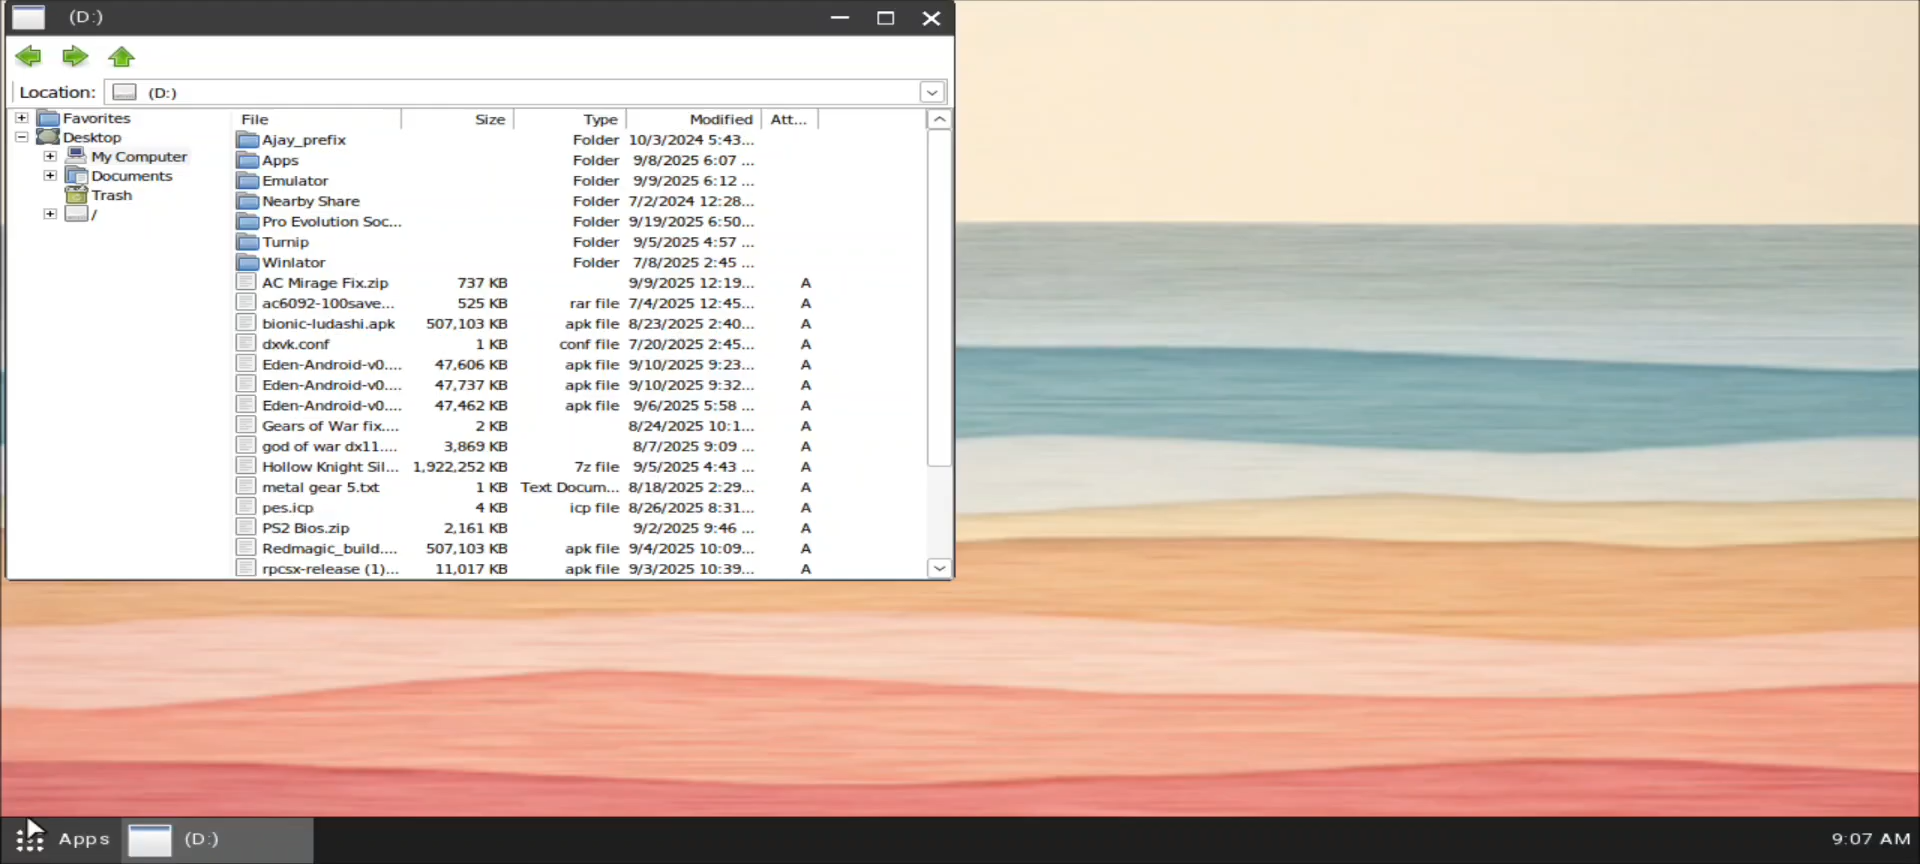 (D:)
Location: (D:)
Favorites
Desktop
My Computer
Documents
Trash
/
File Size Type Modified Att...
Ajay_prefix Folder 10/3/2024 5:43...
Apps Folder 9/8/2025 6:07 ...
Emulator Folder 9/9/2025 6:12 ...
Nearby Share Folder 7/2/2024 12:28...
Pro Evolution Soc... Folder 9/19/2025 6:50...
Turnip Folder 9/5/2025 4:57 ...
Winlator Folder 7/8/2025 2:45 ...
AC Mirage Fix.zip 737 KB 9/9/2025 12:19... A
ac6092-100save... 525 KB rar file 7/4/2025 12:45... A
bionic-ludashi.apk 507,103 KB apk file 8/23/2025 2:40... A
dxvk.conf 1 KB conf file 7/20/2025 2:45... A
Eden-Android-v0.... 47,606 KB apk file 9/10/2025 9:23... A
Eden-Android-v0.... 47,737 KB apk file 9/10/2025 9:32... A
Eden-Android-v0.... 47,462 KB apk file 9/6/2025 5:58 ... A
Gears of War fix.... 2 KB 8/24/2025 10:1... A
god of war dx11.... 3,869 KB 8/7/2025 9:09 ... A
Hollow Knight Sil... 1,922,252 KB 7z file 9/5/2025 4:43 ... A
metal gear 5.txt 1 KB Text Docum... 8/18/2025 2:29... A
pes.icp 4 KB icp file 8/26/2025 8:31... A
PS2 Bios.zip 2,161 KB 9/2/2025 9:46 ... A
Redmagic_build.... 507,103 KB apk file 9/4/2025 10:09... A
rpcsx-release (1)... 11,017 KB apk file 9/3/2025 10:39... A
Apps (D:) 9:07 AM